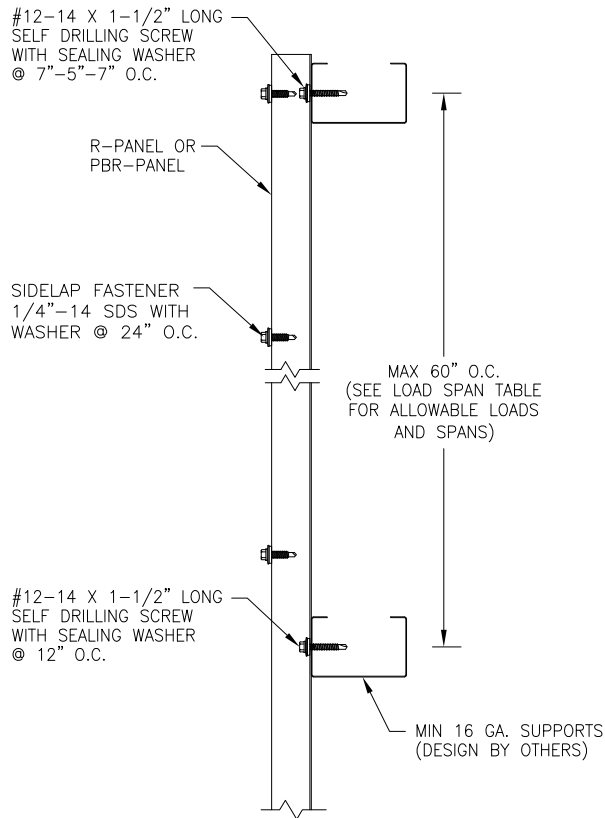 #12-14 X 1-1/2" LONG
SELF DRILLING SCREW
WITH SEALING WASHER
@ 7"-5"-7" O.C.
R-PANEL OR
PBR-PANEL
SIDELAP FASTENER
1/4"-14 SDS WITH
WASHER @ 24" O.C.
MAX 60" O.C.
(SEE LOAD SPAN TABLE
FOR ALLOWABLE LOADS
AND SPANS)
#12-14 X 1-1/2" LONG
SELF DRILLING SCREW
WITH SEALING WASHER
@ 12" O.C.
MIN 16 GA. SUPPORTS
(DESIGN BY OTHERS)